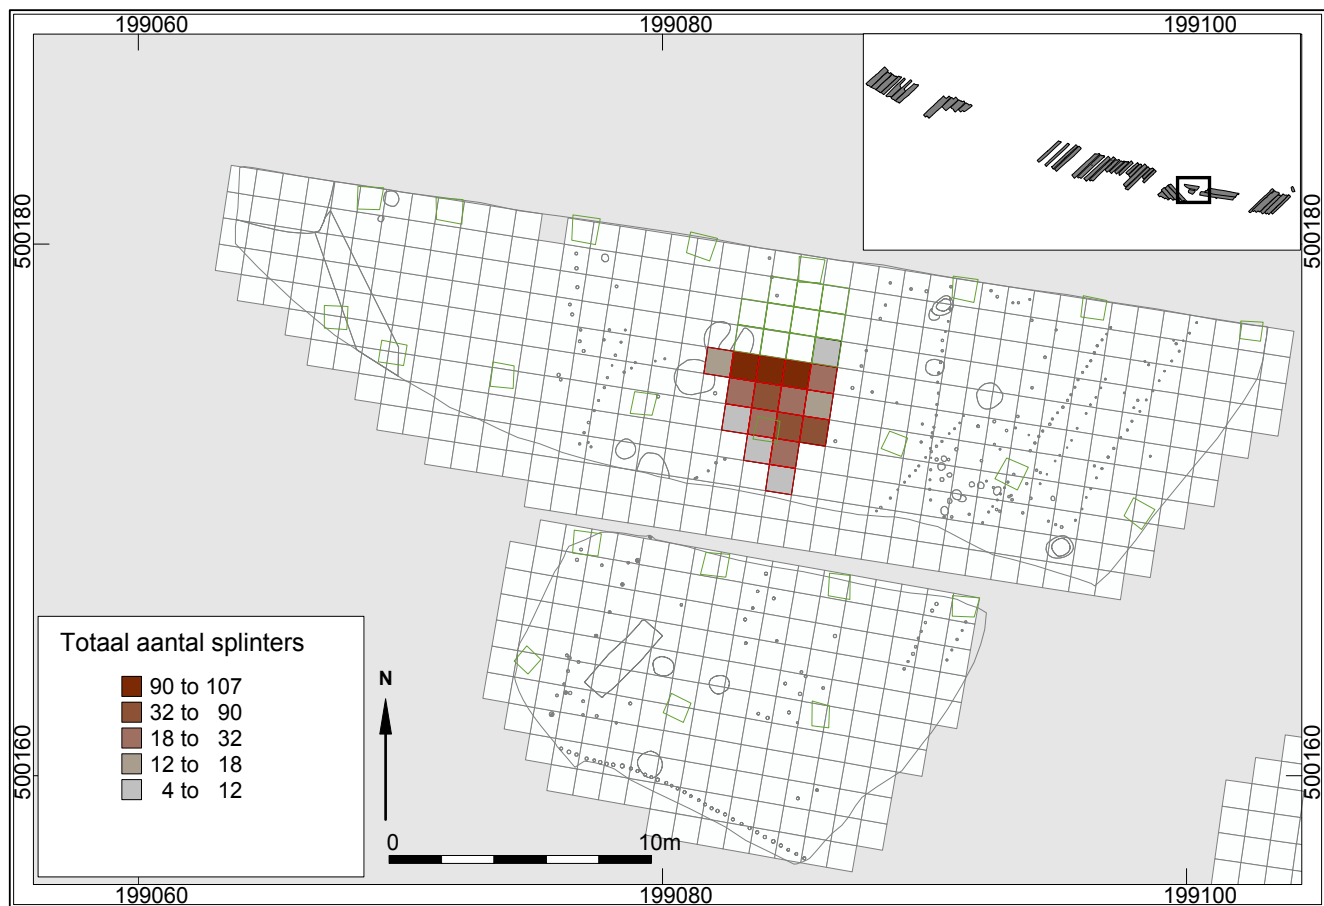 199060 199080 199100
500180 500180
Totaal aantal splinters
90 to 107
32 to 90
18 to 32
12 to 18
4 to 12
N
0 10m
500160 500160
199060 199080 199100